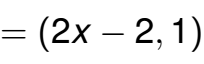 = (2x − 2, 1)